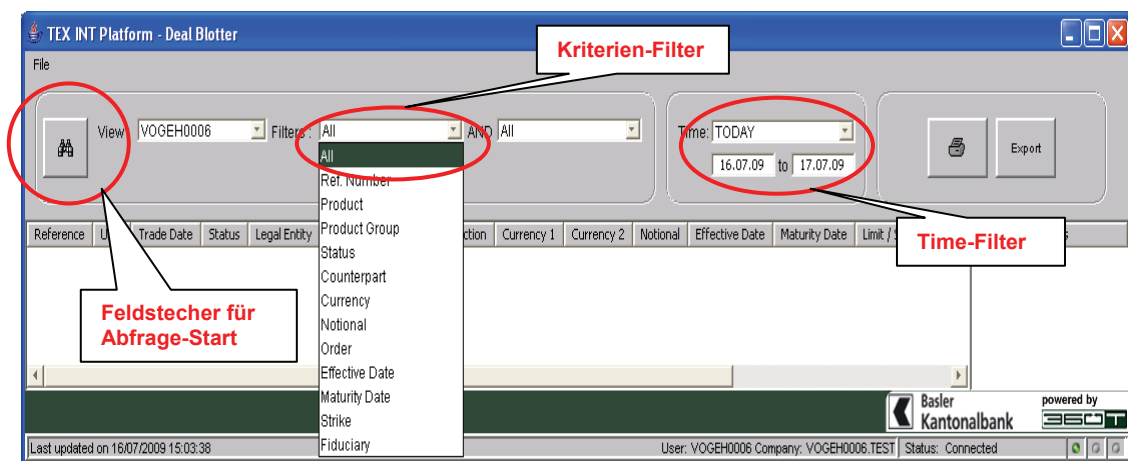 TEX INT Platform - Deal Blotter
Kriterien-Filter
File
View VOGEH0006 Filters : All AND All
Time: TODAY
16.07.09 to 17.07.09
Export
All
Ref. Number
Product
Product Group
Status
Counterpart
Currency
Notional
Order
Effective Date
Maturity Date
Strike
Fiduciary
Reference Trade Date Status Legal Entity Currency 1 Currency 2 Notional Effective Date Maturity Date Limit /
Time-Filter
Feldstecher für
Abfrage-Start
Basler
Kantonalbank
powered by
360T
Last updated on 16/07/2009 15:03:38
User: VOGEH0006 Company: VOGEH0006.TEST Status: Connected